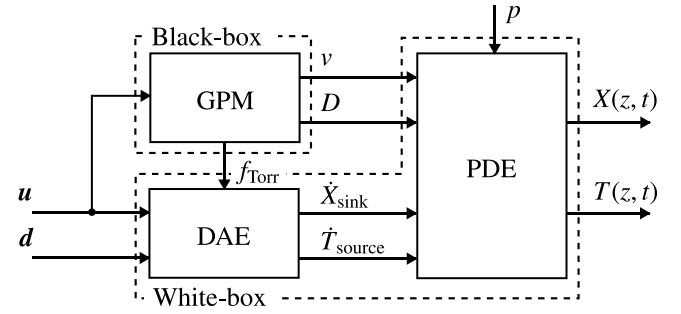 p
Black-box
v
GPM
D
X(z, t)
PDE
f_Torr
u
Ẋ_sink
T(z, t)
DAE
d
Ṫ_source
White-box